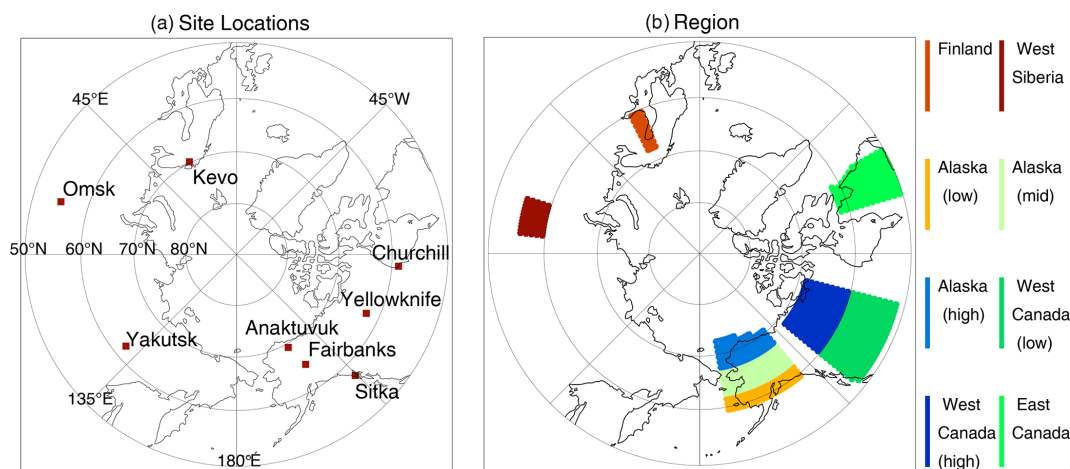 (a) Site Locations
(b) Region
45°E
45°W
Omsk
Kevo
50°N
60°N
70°N
80°N
Churchill
Yellowknife
Anaktuvuk
Yakutsk
Fairbanks
Sitka
135°E
180°E
Finland
West
Siberia
Alaska
(low)
Alaska
(mid)
Alaska
(high)
West
Canada
(low)
West
Canada
(high)
East
Canada